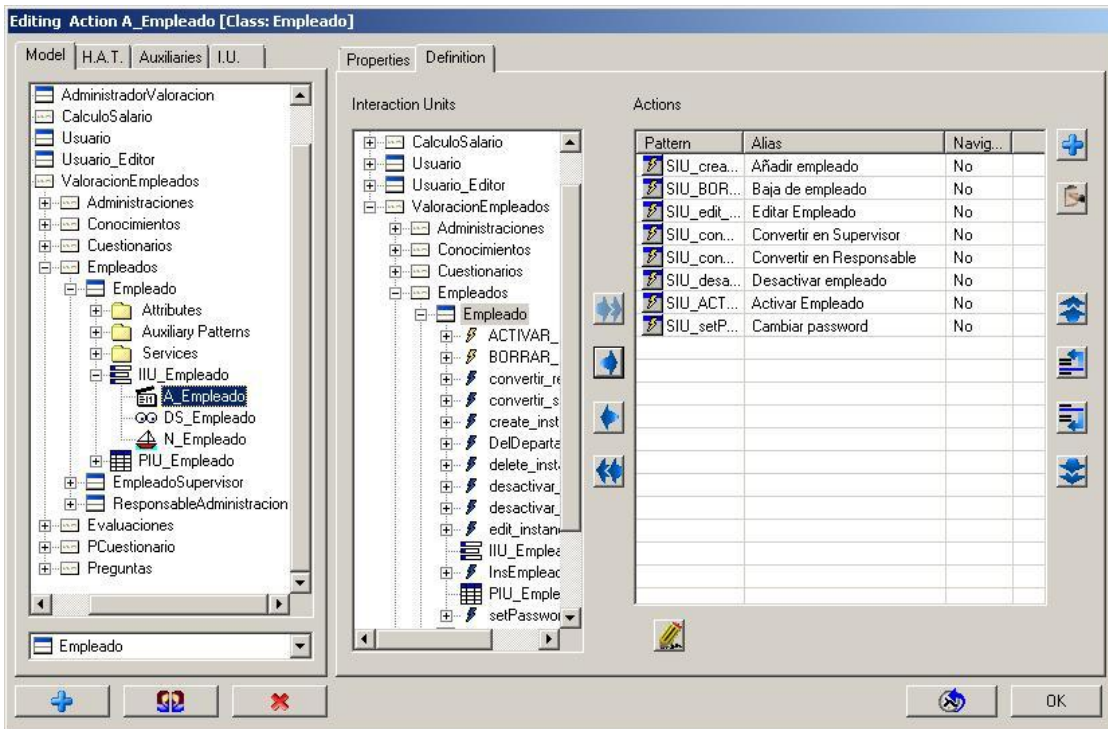 Editing Action A_Empleado [Class: Empleado]
Model H.A.T. Auxiliaries I.U.
AdministradorValoracion
CalculoSalario
Usuario
Usuario_Editor
ValoracionEmpleados
Administraciones
Conocimientos
Cuestionarios
Empleados
Empleado
Attributes
Auxiliary Patterns
Services
IIU_Empleado
A_Empleado
DS_Empleado
N_Empleado
PIU_Empleado
EmpleadoSupervisor
ResponsableAdministracion
Evaluaciones
PCuestionario
Preguntas
Empleado
Properties Definition
Interaction Units
CalculoSalario
Usuario
Usuario_Editor
ValoracionEmpleados
Administraciones
Conocimientos
Cuestionarios
Empleados
Empleado
ACTIVAR_
BORRAR_
convertir_re
convertir_s
create_inst
DelDeparta
delete_inst
desactivar_
desactivar_
edit_instan
IIU_Emplea
InsEmplead
PIU_Emple
setPasswor
Actions
Pattern Alias Navig...
SIU_crea... Añadir empleado No
SIU_BOR... Baja de empleado No
SIU_edit_... Editar Empleado No
SIU_con... Convertir en Supervisor No
SIU_con... Convertir en Responsable No
SIU_desa... Desactivar empleado No
SIU_ACT... Activar Empleado No
SIU_setP... Cambiar password No
OK